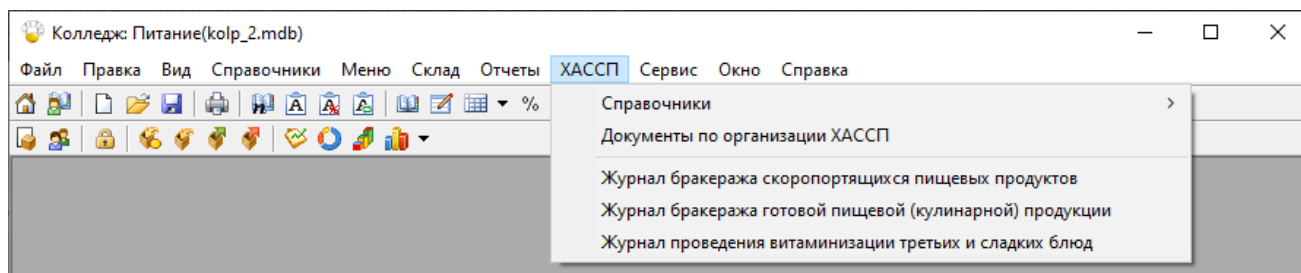 Колледж: Питание(kolp_2.mdb)
Файл Правка Вид Справочники Меню Склад Отчеты ХАССП Сервис Окно Справка
%
Справочники
Документы по организации ХАССП
Журнал бракеража скоропортящихся пищевых продуктов
Журнал бракеража готовой пищевой (кулинарной) продукции
Журнал проведения витаминизации третьих и сладких блюд